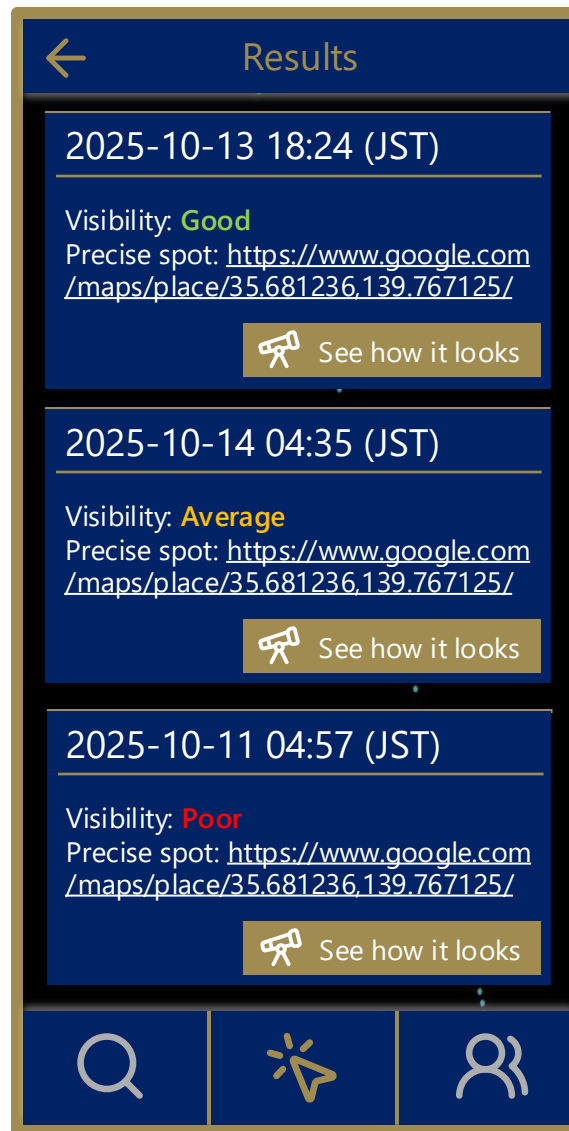 Results
2025-10-13 18:24 (JST)
Visibility: Good
Precise spot: https://www.google.com
/maps/place/35.681236,139.767125/
See how it looks
2025-10-14 04:35 (JST)
Visibility: Average
Precise spot: https://www.google.com
/maps/place/35.681236,139.767125/
See how it looks
2025-10-11 04:57 (JST)
Visibility: Poor
Precise spot: https://www.google.com
/maps/place/35.681236,139.767125/
See how it looks